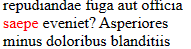 repudiandae fuga aut officia
saepe eveniet? Asperiores
minus doloribus blanditiis